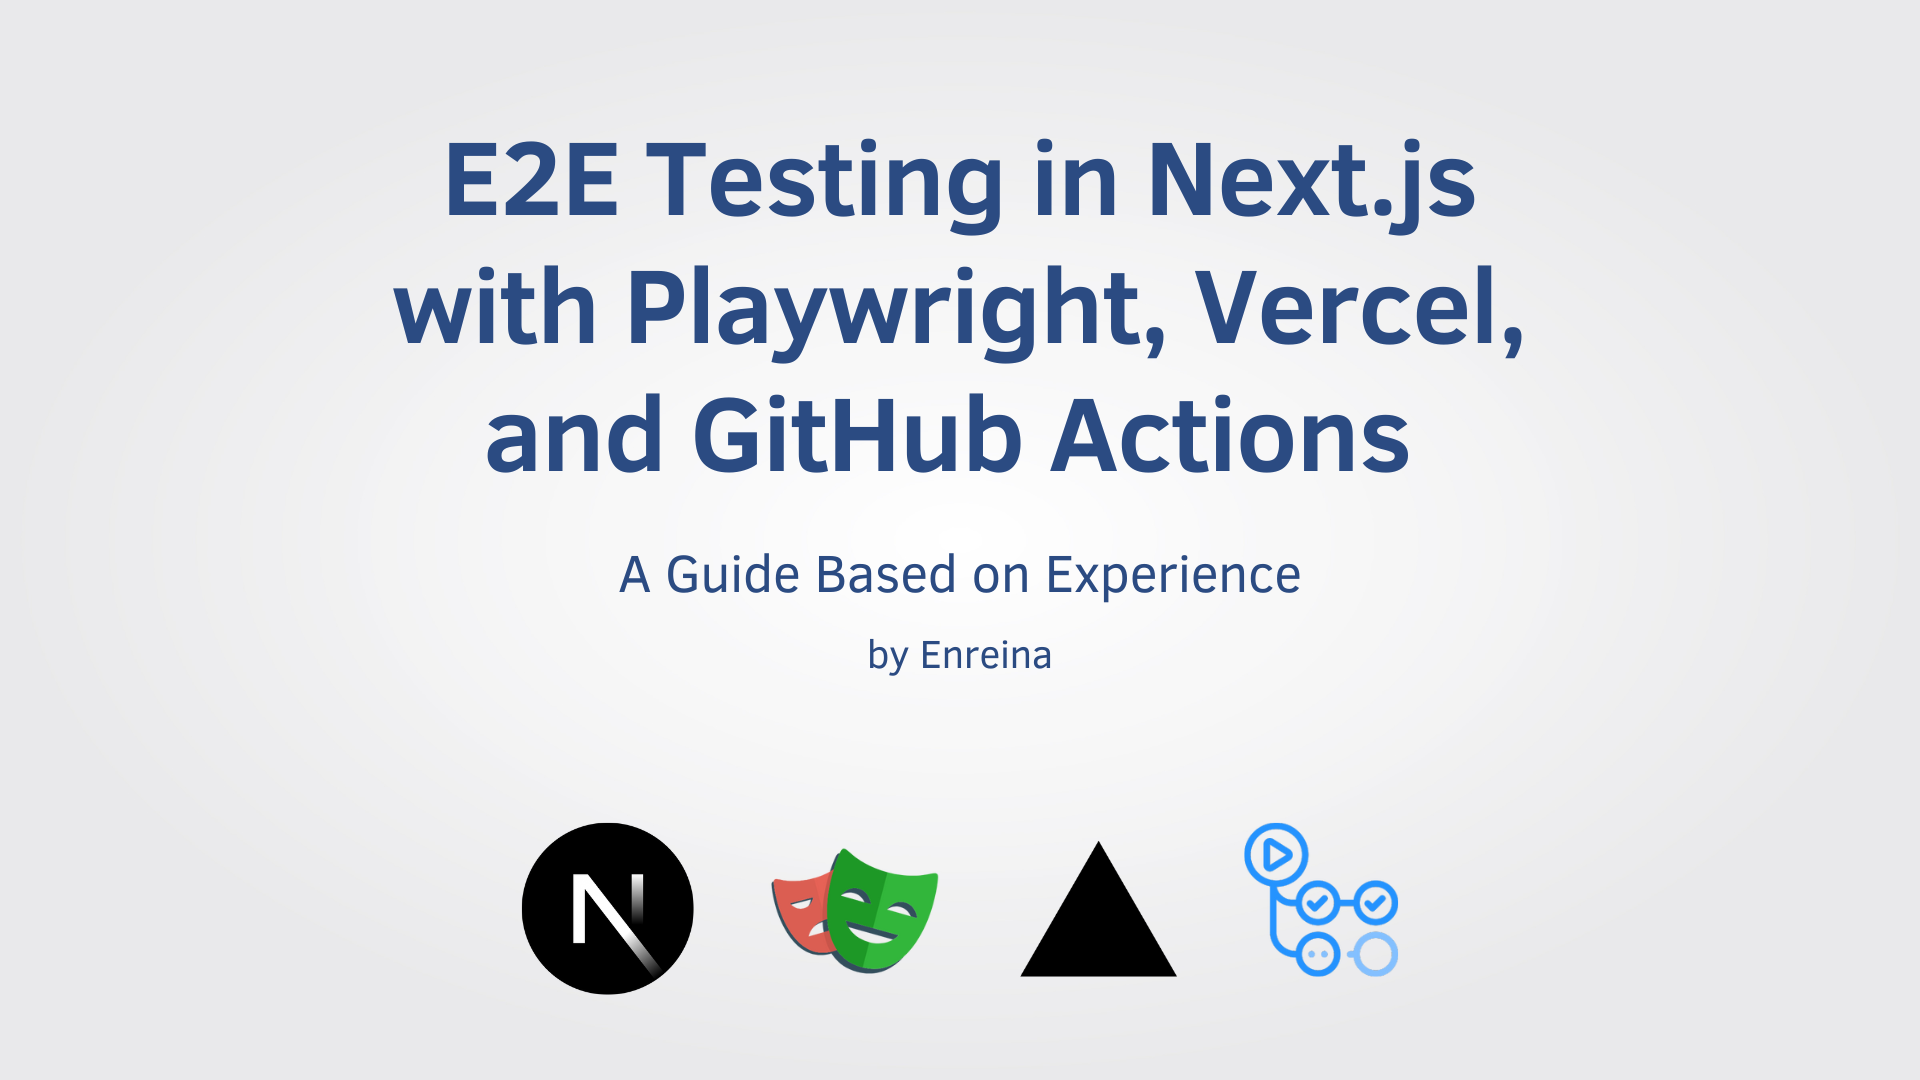 E2E Testing in Next.js
with Playwright, Vercel,
and GitHub Actions
A Guide Based on Experience
by Enreina
N